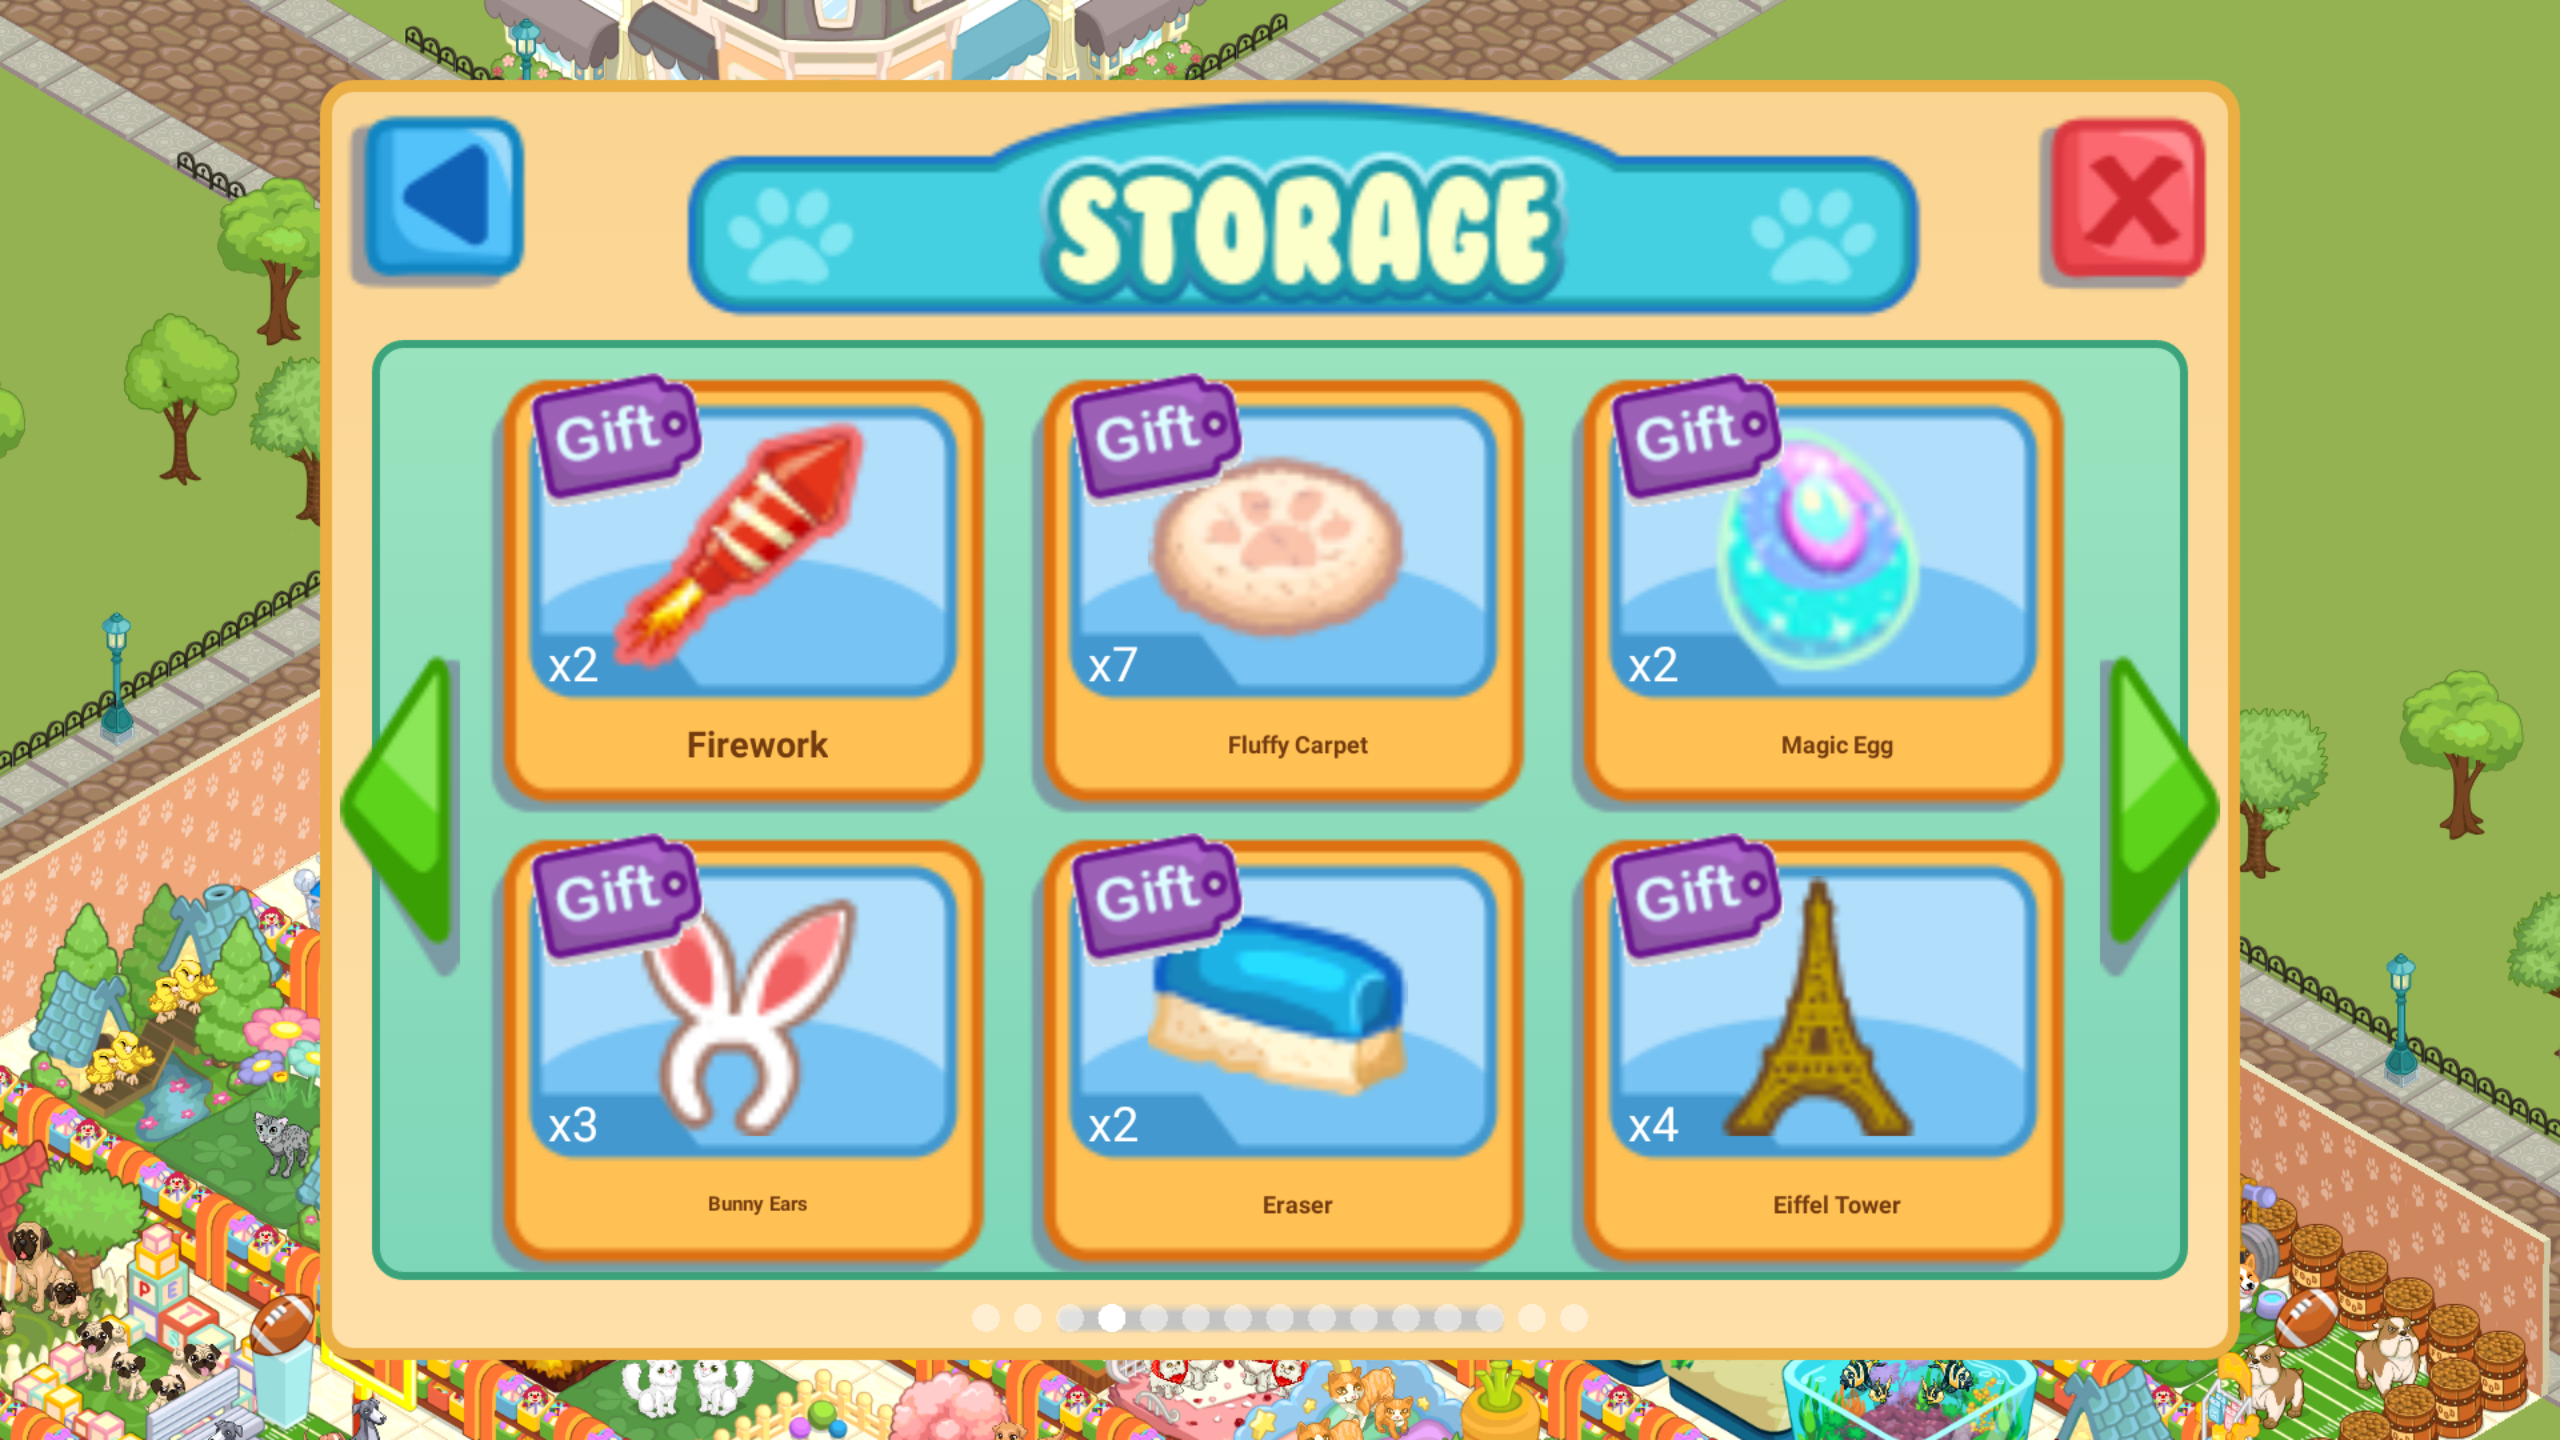 STORAGE
Gift
x2
Firework
Gift
x7
Fluffy Carpet
Gift
x2
Magic Egg
Gift
x3
Bunny Ears
Gift
x2
Eraser
Gift
x4
Eiffel Tower
P E
T